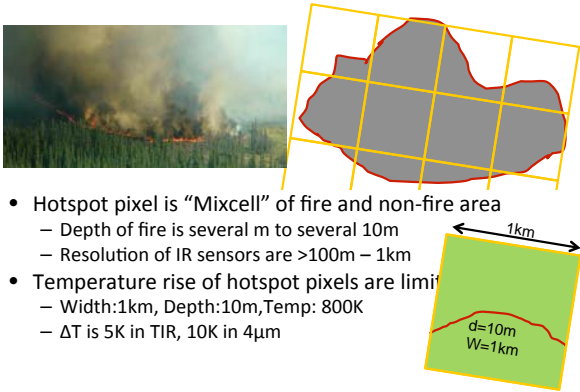 • Hotspot pixel is “Mixcell” of fire and non-fire area
– Depth of fire is several m to several 10m
– Resolution of IR sensors are >100m – 1km
1km
• Temperature rise of hotspot pixels are limit
– Width:1km, Depth:10m,Temp: 800K
– ΔT is 5K in TIR, 10K in 4μm
d=10m
W=1km